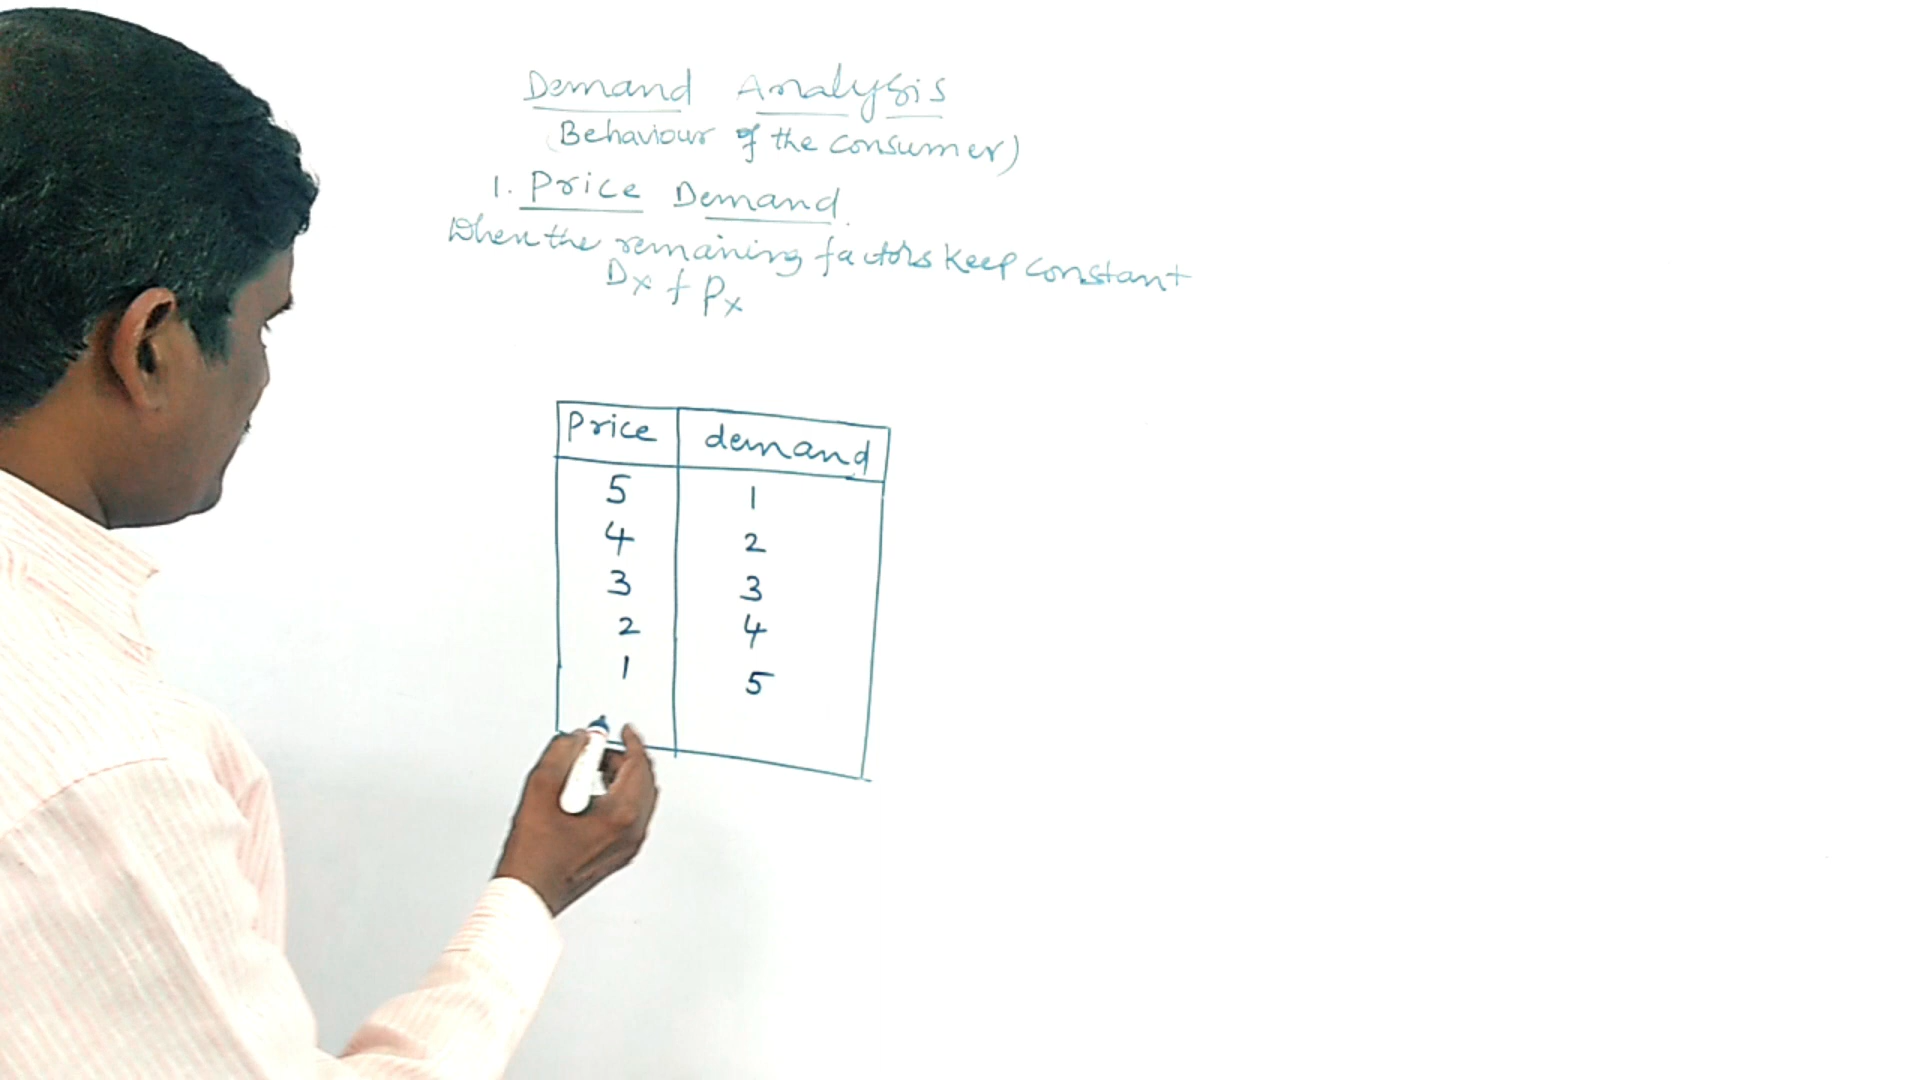 Demand Analysis
(Behaviour of the consumer)
1. Price Demand.
When the remaining factors keep constant
Dx f Px
Price demand
5 1
4 2
3 3
2 4
1 5